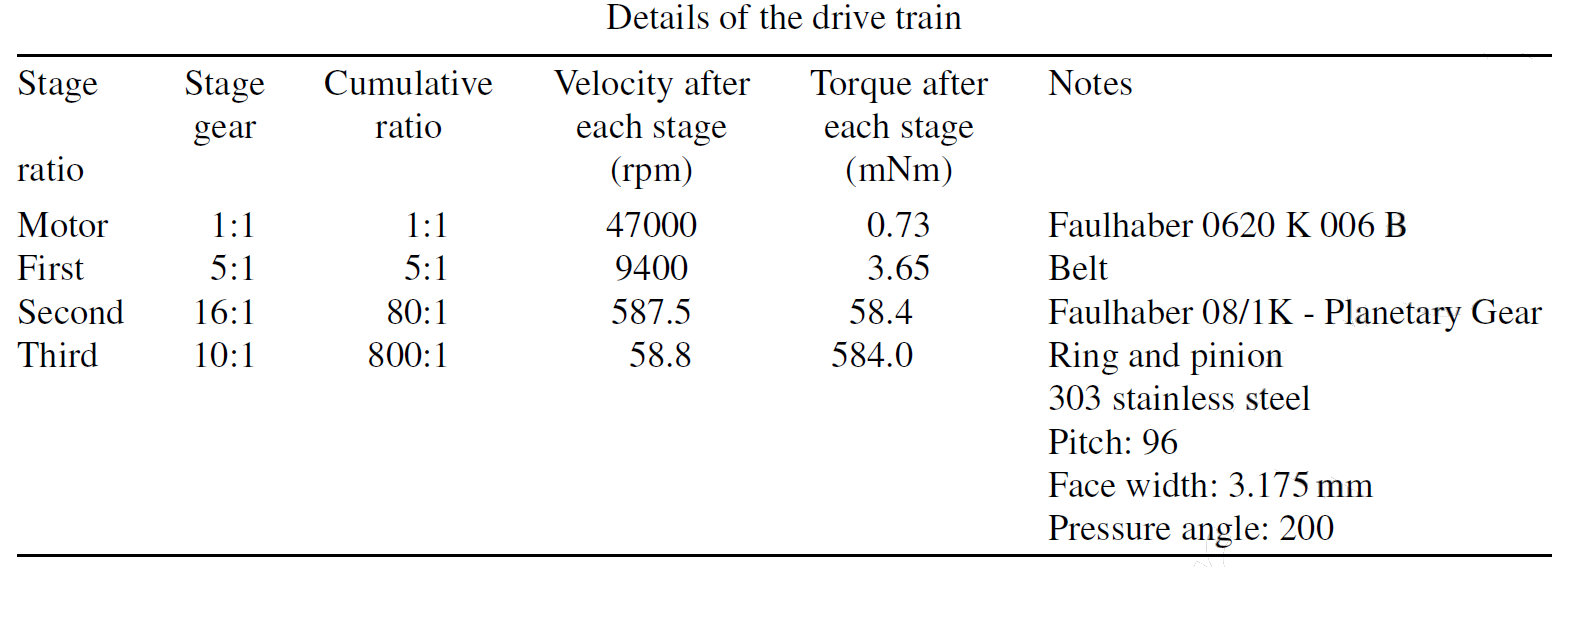 Details of the drive train
Stage Stage Cumulative Velocity after Torque after Notes
gear ratio each stage each stage
ratio (rpm) (mNm)
Motor 1:1 1:1 47000 0.73 Faulhaber 0620 K 006 B
First 5:1 5:1 9400 3.65 Belt
Second 16:1 80:1 587.5 58.4 Faulhaber 08/1K - Planetary Gear
Third 10:1 800:1 58.8 584.0 Ring and pinion
303 stainless steel
Pitch: 96
Face width: 3.175 mm
Pressure angle: 200